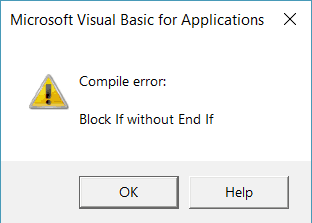 Microsoft Visual Basic for Applications
Compile error:
Block If without End If
OK
Help